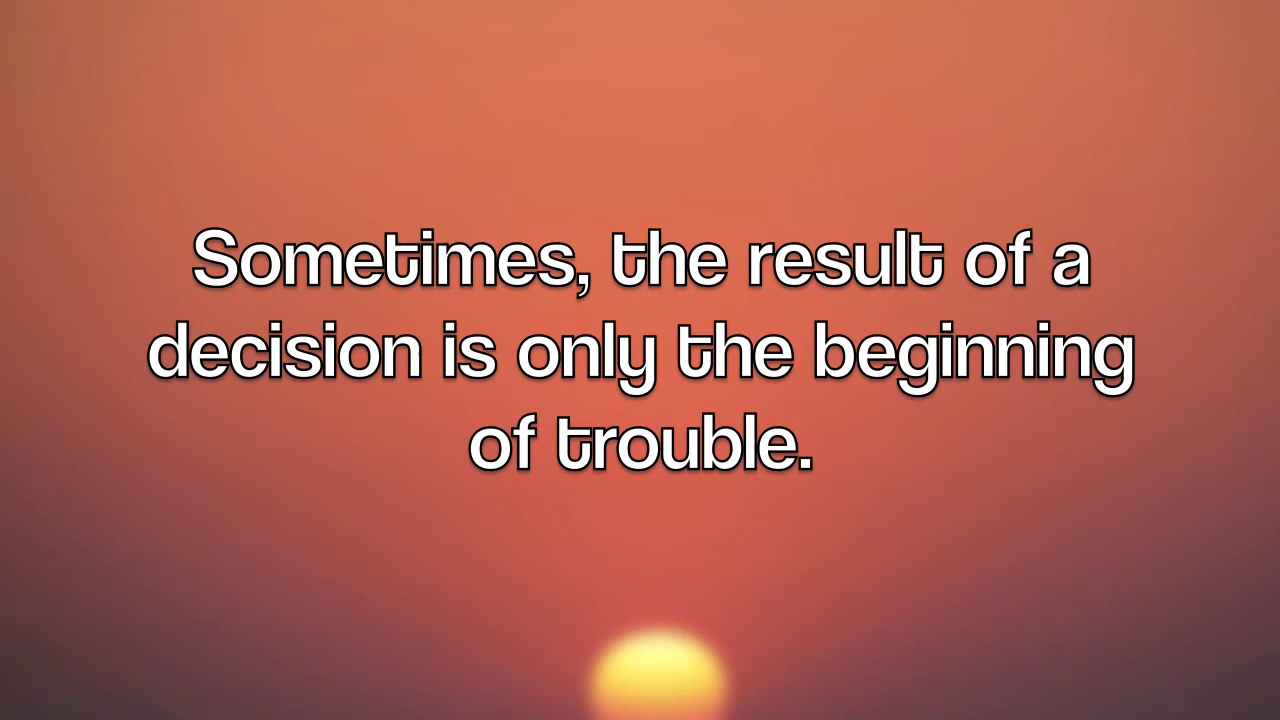 Sometimes, the result of a
decision is only the beginning
of trouble.